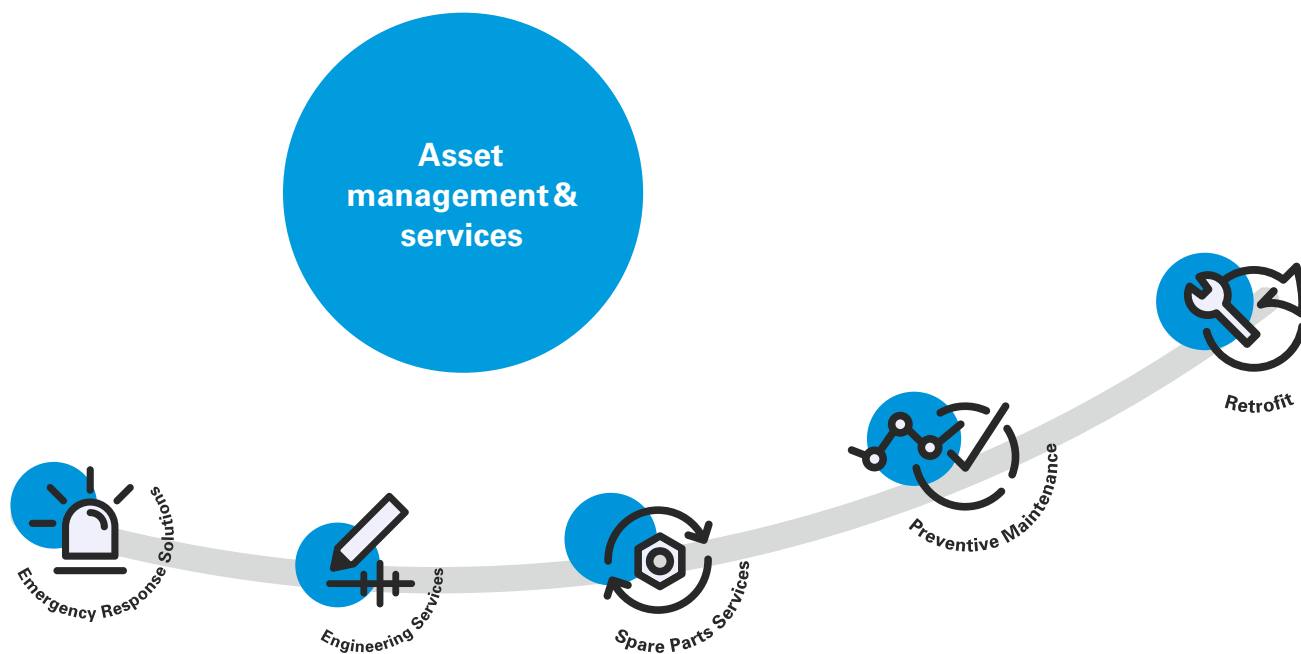 Asset
management &
services
Emergency Response Solutions
Engineering Services
Spare Parts Services
Preventive Maintenance
Retrofit